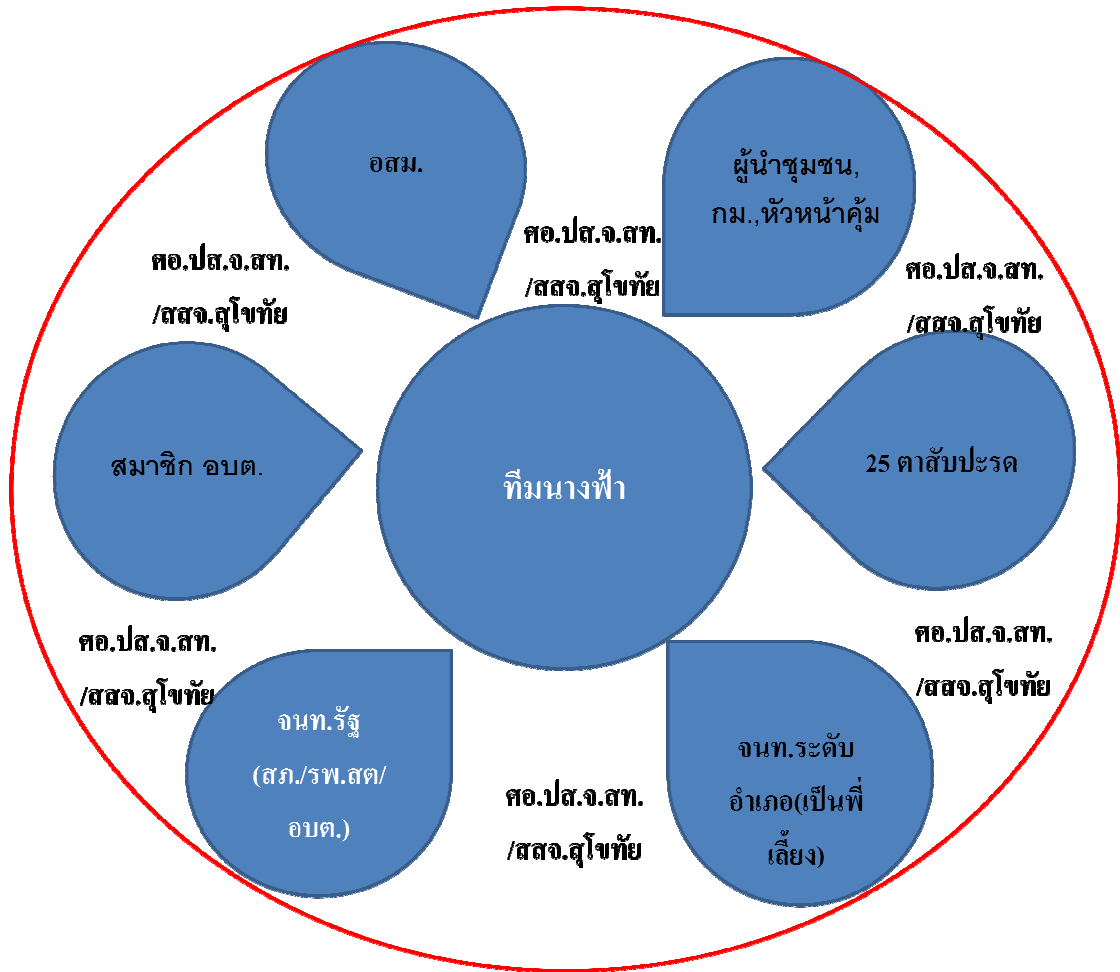 อสม.
ผู้นำชุมชน,
กม.,หัวหน้าคุ้ม
ศอ.ปส.จ.สท.
/สสจ.สุโขทัย
ศอ.ปส.จ.สท.
/สสจ.สุโขทัย
ศอ.ปส.จ.สท.
/สสจ.สุโขทัย
สมาชิก อบต.
ทีมนางฟ้า
25 ตาสับปะรด
ศอ.ปส.จ.สท.
/สสจ.สุโขทัย
ศอ.ปส.จ.สท.
/สสจ.สุโขทัย
จนท.รัฐ
(สภ./รพ.สต/
อบต.)
ศอ.ปส.จ.สท.
/สสจ.สุโขทัย
จนท.ระดับ
อำเภอ(เป็นพี่
เลี้ยง)